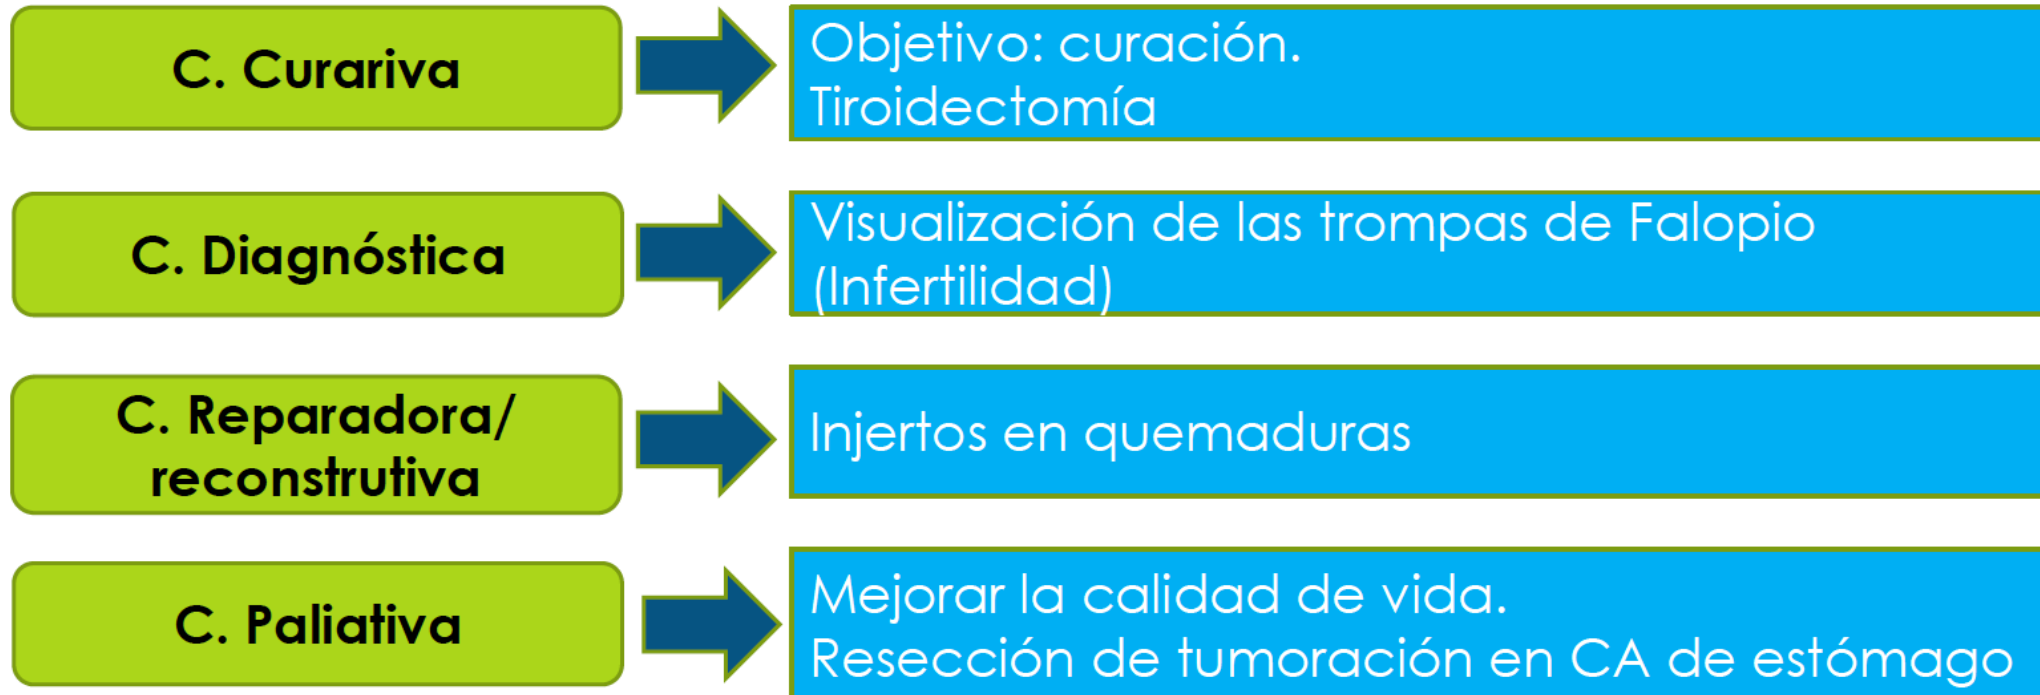 C. Curariva
Objetivo: curación.
Tiroidectomía
C. Diagnóstica
Visualización de las trompas de Falopio
(Infertilidad)
C. Reparadora/
reconstrutiva
Injertos en quemaduras
C. Paliativa
Mejorar la calidad de vida.
Resección de tumoración en CA de estómago